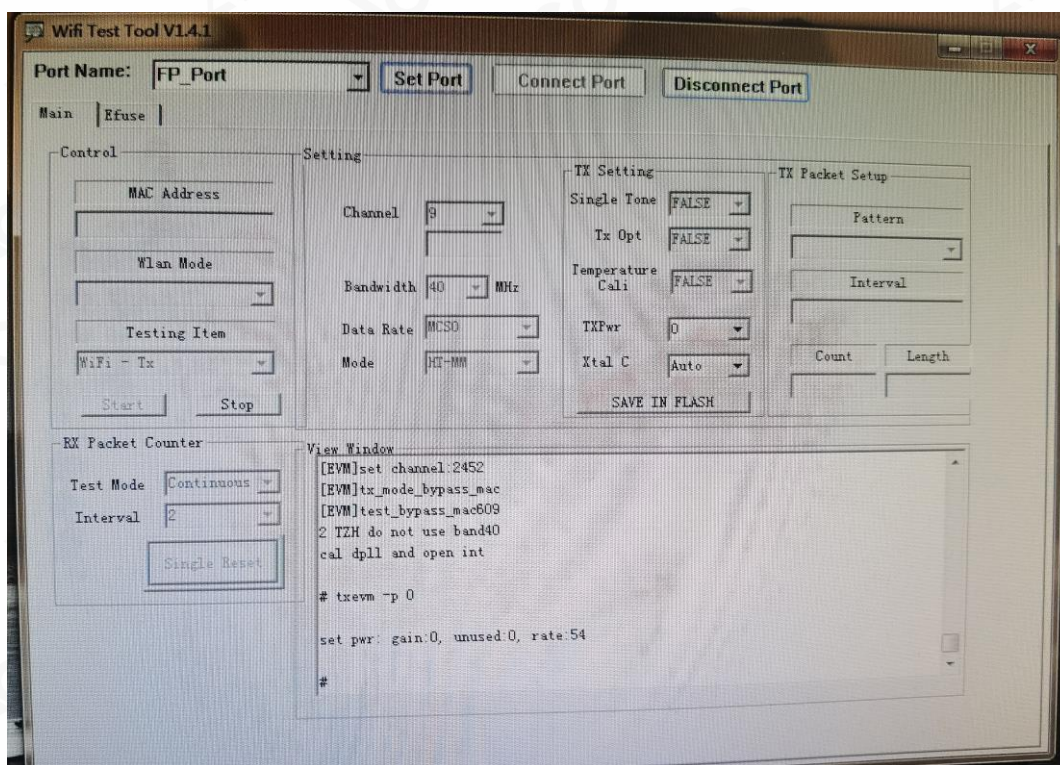 Wifi Test Tool V1.4.1
Port Name: FP_Port Set Port Connect Port Disconnect Port
Main Efuse
Control
MAC Address
Wlan Mode
Testing Item
WiFi - Tx
Start Stop
Setting
Channel 9
Bandwidth 40 MHz
Data Rate MCS0
Mode HT-MM
TX Setting
Single Tone FALSE
Tx Opt FALSE
Temperature
Cali FALSE
TXPwr 0
Xtal C Auto
SAVE IN FLASH
TX Packet Setup
Pattern
Interval
Count Length
RX Packet Counter
Test Mode Continuous
Interval 2
Single Reset
View Window
[EVM]set channel:2452
[EVM]tx_mode_bypass_mac
[EVM]test_bypass_mac609
2 TZH do not use band40
cal dpll and open int
# txevm -p 0
set pwr: gain:0, unused:0, rate:54
#